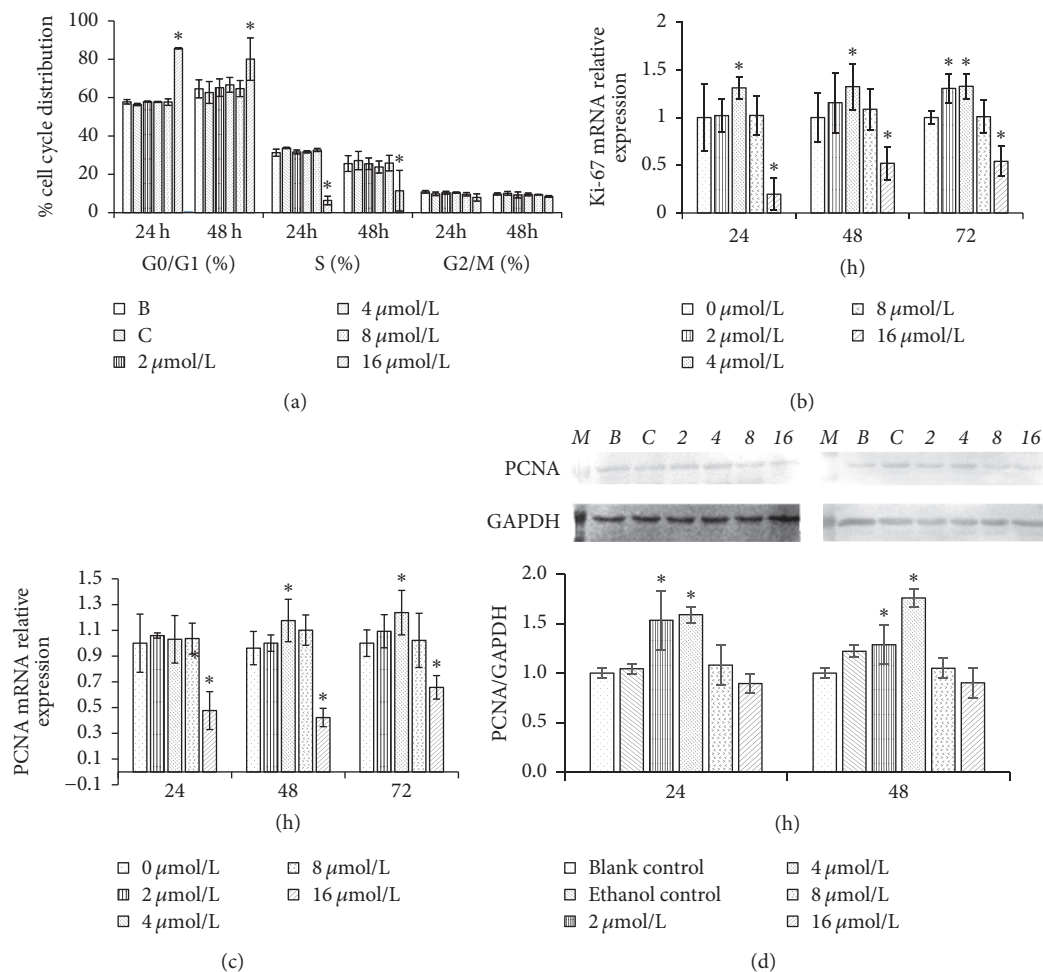 % cell cycle distribution
100
80
60
40
20
0
*
*
*
*
24 h
48 h
24h
48h
24h
48h
G0/G1 (%)
S (%)
G2/M (%)
B
C
2 μmol/L
4 μmol/L
8 μmol/L
16 μmol/L
(a)
Ki-67 mRNA relative
expression
2
1.5
1
0.5
0
*
*
*
*
* *
*
24
48
72
(h)
0 μmol/L
2 μmol/L
4 μmol/L
8 μmol/L
16 μmol/L
(b)
PCNA mRNA relative
expression
1.5
1.3
1.1
0.9
0.7
0.5
0.3
0.1
−0.1
*
*
*
*
*
*
24
48
72
(h)
0 μmol/L
2 μmol/L
4 μmol/L
8 μmol/L
16 μmol/L
(c)
M B C 2 4 8 16
M B C 2 4 8 16
PCNA
GAPDH
PCNA/GAPDH
2.0
1.5
1.0
0.5
0.0
* *
*
*
24
48
(h)
Blank control
Ethanol control
2 μmol/L
4 μmol/L
8 μmol/L
16 μmol/L
(d)